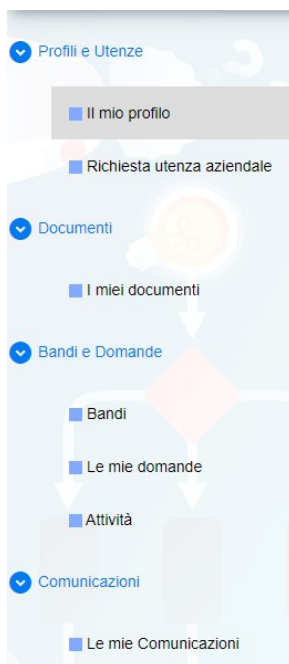 Profili e Utenze
Il mio profilo
Richiesta utenza aziendale
Documenti
I miei documenti
Bandi e Domande
Bandi
Le mie domande
Attività
Comunicazioni
Le mie Comunicazioni